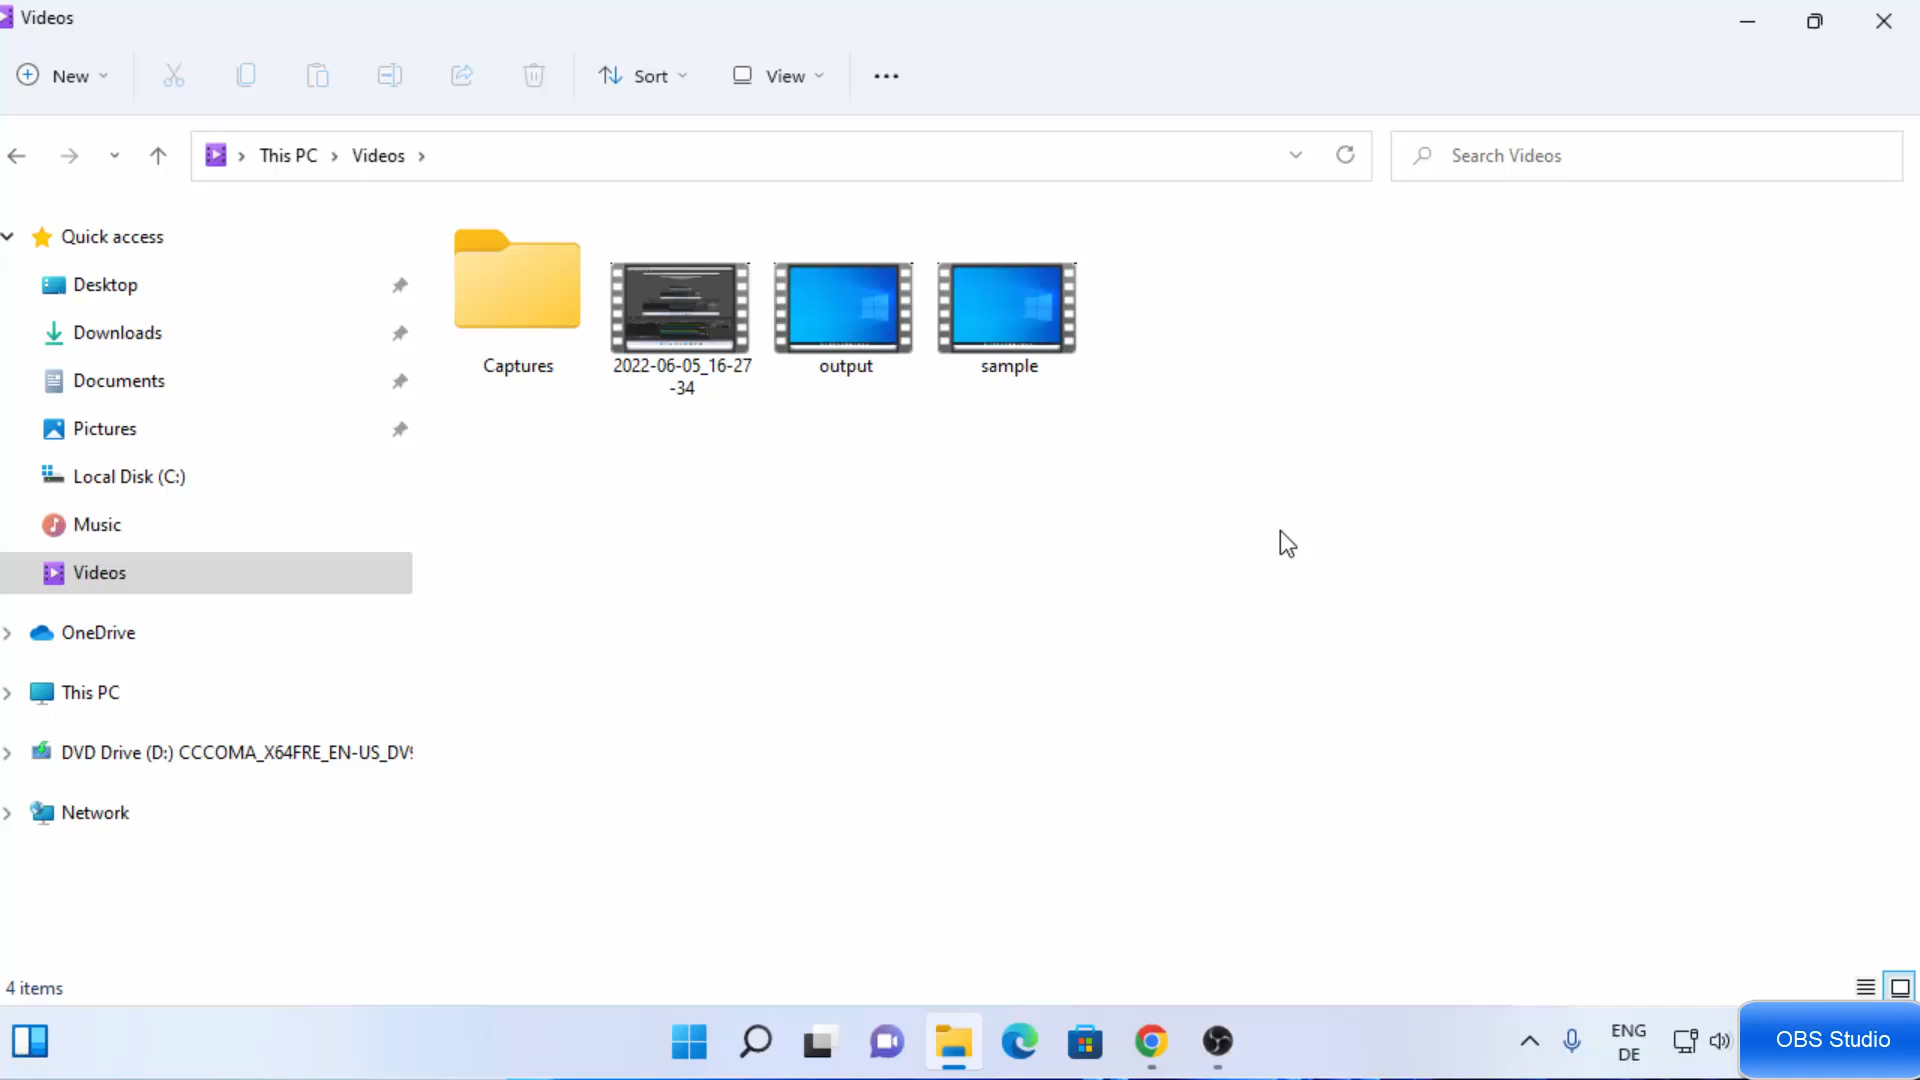 Videos
New
Sort
View
This PC
Videos
Search Videos
Quick access
Desktop
Downloads
Documents
Pictures
Local Disk (C:)
Music
Videos
OneDrive
This PC
DVD Drive (D:) CCCOMA_X64FRE_EN-US_DV
Network
Captures
2022-06-05_16-27
-34
output
sample
4 items
ENG
DE
OBS Studio